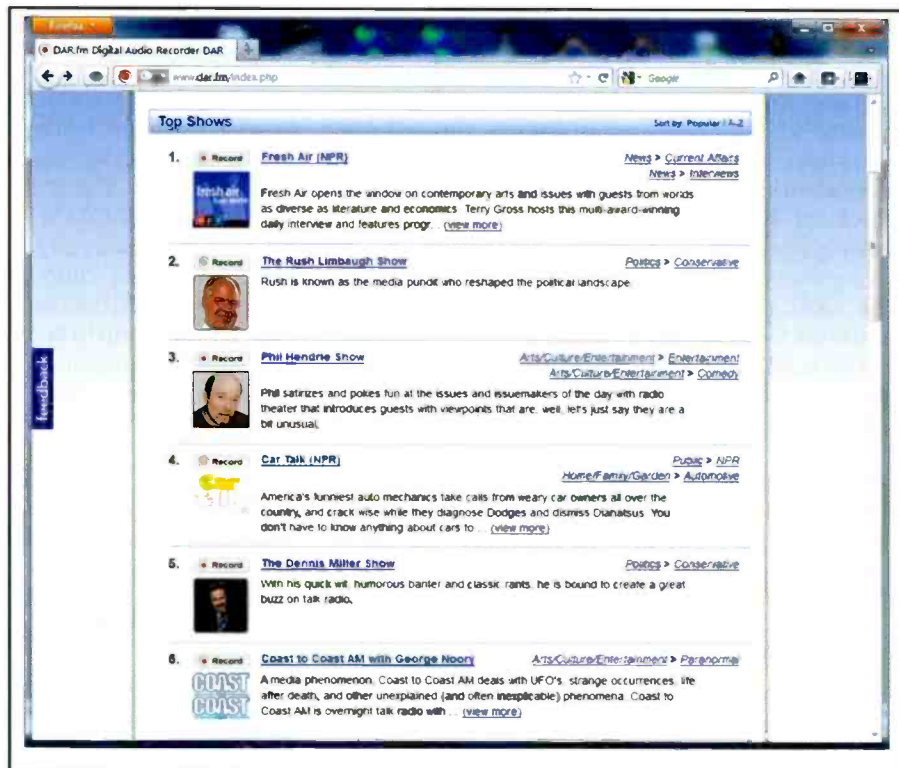 Firefox
DAR.fm Digital Audio Recorder DAR
www.dar.fm/index.php
Google
Top Shows
Sort by: Popular | A-Z
1. Record Fresh Air (NPR) News > Current Affairs
News > Interviews
fresh air
Fresh Air opens the window on contemporary arts and issues with guests from worlds
as diverse as literature and economics. Terry Gross hosts this multi-award-winning
daily interview and features progr... (view more)
2. Record The Rush Limbaugh Show Politics > Conservative
Rush is known as the media pundit who reshaped the political landscape.
3. Record Phil Hendrie Show Arts/Culture/Entertainment > Entertainment
Arts/Culture/Entertainment > Comedy
Phil satirizes and pokes fun at the issues and issuemakers of the day with radio
theater that introduces guests with viewpoints that are, well, let's just say they are a
bit unusual.
feedback
4. Record Car Talk (NPR) Public > NPR
Home/Family/Garden > Automotive
Car
America's funniest auto mechanics take calls from weary car owners all over the
country, and crack wise while they diagnose Dodges and dismiss Diahatsus. You
don't have to know anything about cars to ... (view more)
5. Record The Dennis Miller Show Politics > Conservative
With his quick wit, humorous banter and classic rants, he is bound to create a great
buzz on talk radio.
6. Record Coast to Coast AM with George Noory Arts/Culture/Entertainment > Paranormal
COAST
COAST
A media phenomenon, Coast to Coast AM deals with UFO's, strange occurrences, life
after death, and other unexplained (and often inexplicable) phenomena. Coast to
Coast AM is overnight talk radio with ... (view more)